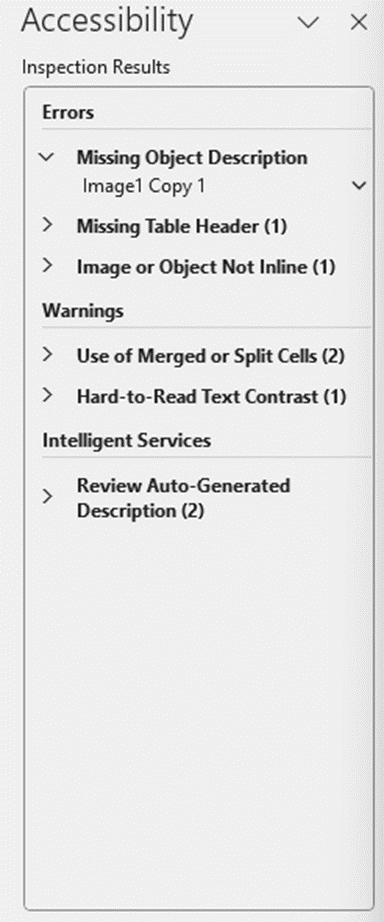 Accessibility
Inspection Results
Errors
Missing Object Description
Image1 Copy 1
Missing Table Header (1)
Image or Object Not Inline (1)
Warnings
Use of Merged or Split Cells (2)
Hard-to-Read Text Contrast (1)
Intelligent Services
Review Auto-Generated
Description (2)